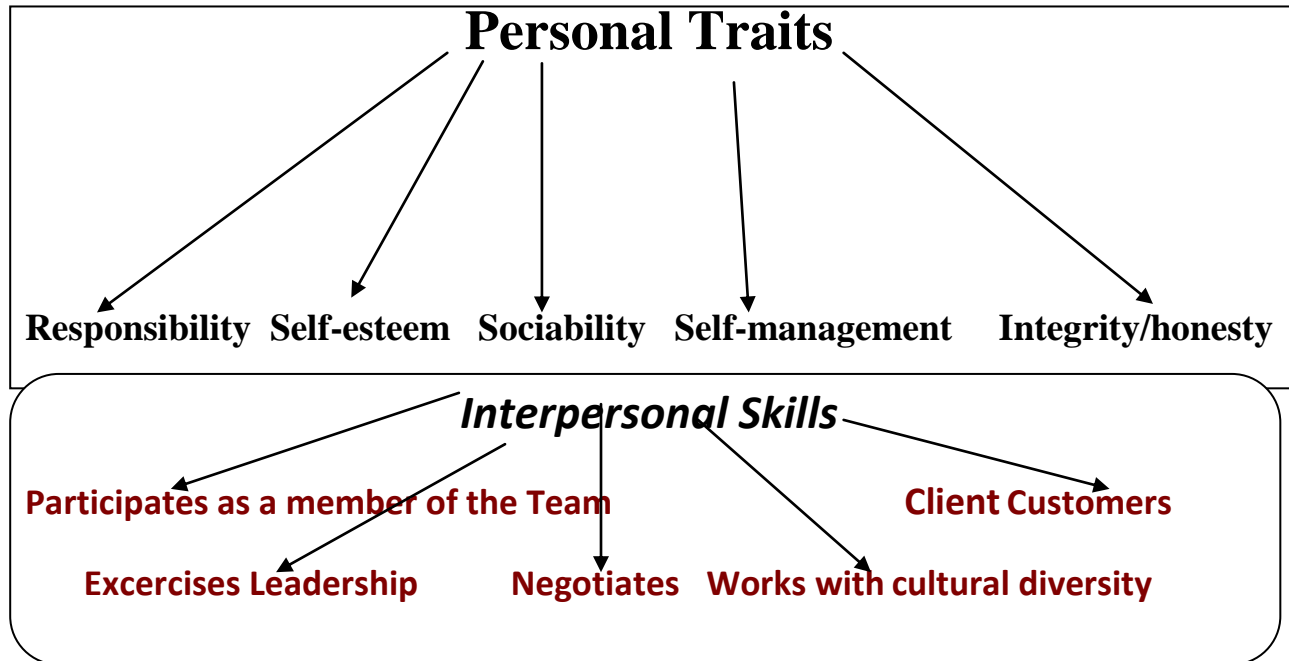 Personal Traits
Responsibility Self-esteem Sociability Self-management Integrity/honesty
Interpersonal Skills
Participates as a member of the Team Client Customers
Excercises Leadership Negotiates Works with cultural diversity